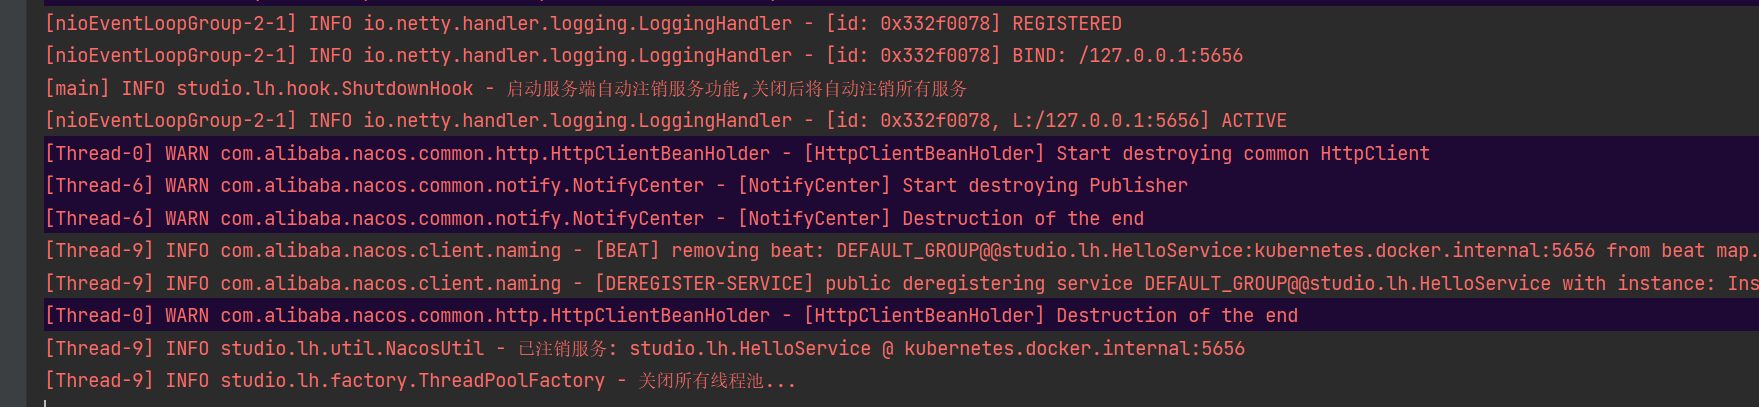 [nioEventLoopGroup-2-1] INFO io.netty.handler.logging.LoggingHandler - [id: 0x332f0078] REGISTERED
[nioEventLoopGroup-2-1] INFO io.netty.handler.logging.LoggingHandler - [id: 0x332f0078] BIND: /127.0.0.1:5656
[main] INFO studio.lh.hook.ShutdownHook - 启动服务端自动注销服务功能,关闭后将自动注销所有服务
[nioEventLoopGroup-2-1] INFO io.netty.handler.logging.LoggingHandler - [id: 0x332f0078, L:/127.0.0.1:5656] ACTIVE
[Thread-0] WARN com.alibaba.nacos.common.http.HttpClientBeanHolder - [HttpClientBeanHolder] Start destroying common HttpClient
[Thread-6] WARN com.alibaba.nacos.common.notify.NotifyCenter - [NotifyCenter] Start destroying Publisher
[Thread-6] WARN com.alibaba.nacos.common.notify.NotifyCenter - [NotifyCenter] Destruction of the end
[Thread-9] INFO com.alibaba.nacos.client.naming - [BEAT] removing beat: DEFAULT_GROUP@@studio.lh.HelloService:kubernetes.docker.internal:5656 from beat map.
[Thread-9] INFO com.alibaba.nacos.client.naming - [DEREGISTER-SERVICE] public deregistering service DEFAULT_GROUP@@studio.lh.HelloService with instance: Ins
[Thread-0] WARN com.alibaba.nacos.common.http.HttpClientBeanHolder - [HttpClientBeanHolder] Destruction of the end
[Thread-9] INFO studio.lh.util.NacosUtil - 已注销服务: studio.lh.HelloService @ kubernetes.docker.internal:5656
[Thread-9] INFO studio.lh.factory.ThreadPoolFactory - 关闭所有线程池...